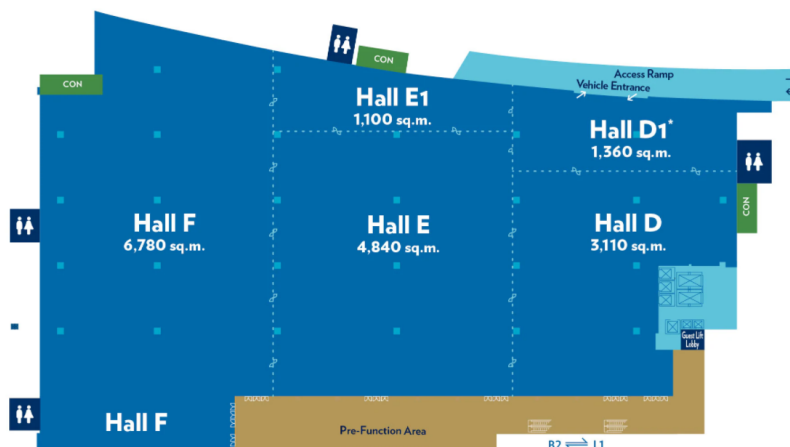 CON
Access Ramp
Vehicle Entrance
CON
Hall E1
1,100 sq.m.
Hall D1*
1,360 sq.m.
CON
Hall F
6,780 sq.m.
Hall E
4,840 sq.m.
Hall D
3,110 sq.m.
Guest Lift
Lobby
Hall F
Pre-Function Area
B2 L1